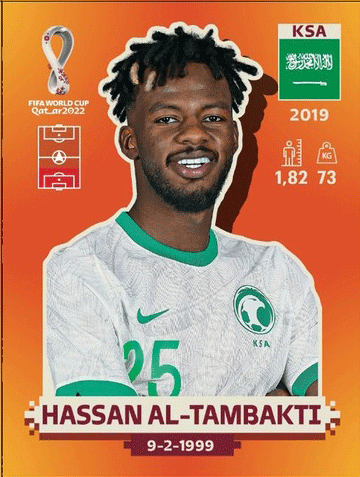 KSA
FIFA WORLD CUP
Qatar2022
2019
KG
1,82 73
25
KSA
HASSAN AL-TAMBAKTI
9-2-1999